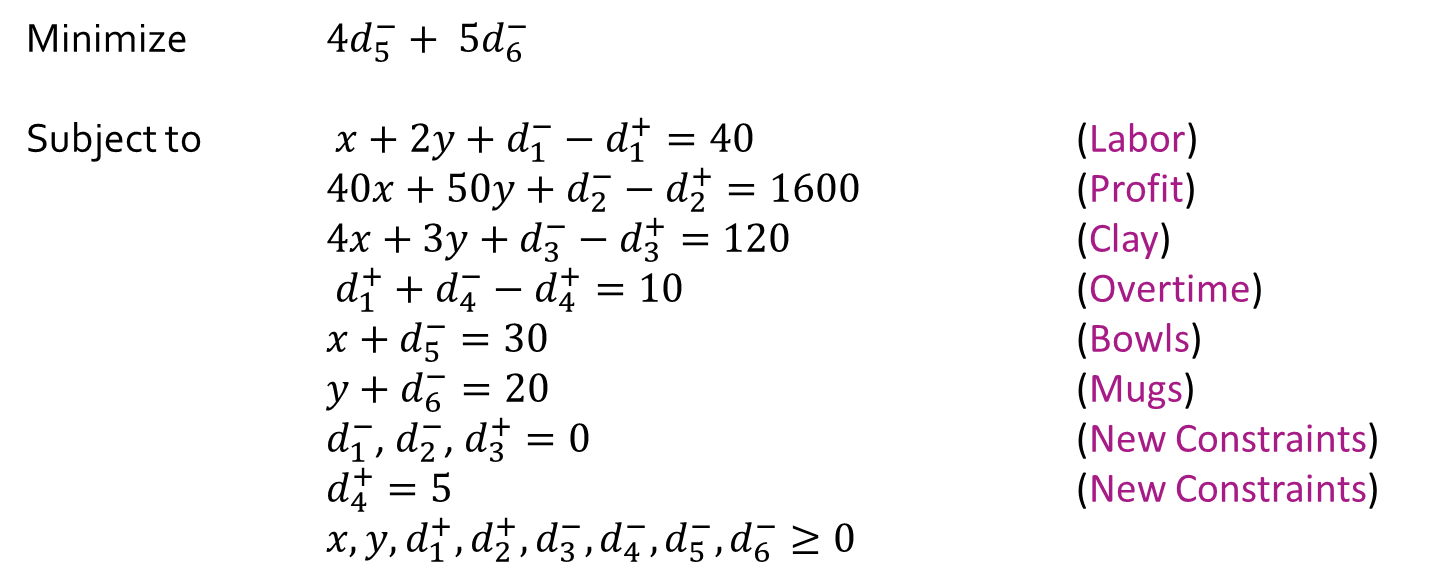 Minimize 4d₅⁻ + 5d₆⁻
Subject to x + 2y + d₁⁻ − d₁⁺ = 40 (Labor)
40x + 50y + d₂⁻ − d₂⁺ = 1600 (Profit)
4x + 3y + d₃⁻ − d₃⁺ = 120 (Clay)
d₁⁺ + d₄⁻ − d₄⁺ = 10 (Overtime)
x + d₅⁻ = 30 (Bowls)
y + d₆⁻ = 20 (Mugs)
d₁⁻, d₂⁻, d₃⁺ = 0 (New Constraints)
d₄⁺ = 5 (New Constraints)
x, y, d₁⁺, d₂⁺, d₃⁻, d₄⁻, d₅⁻, d₆⁻ ≥ 0